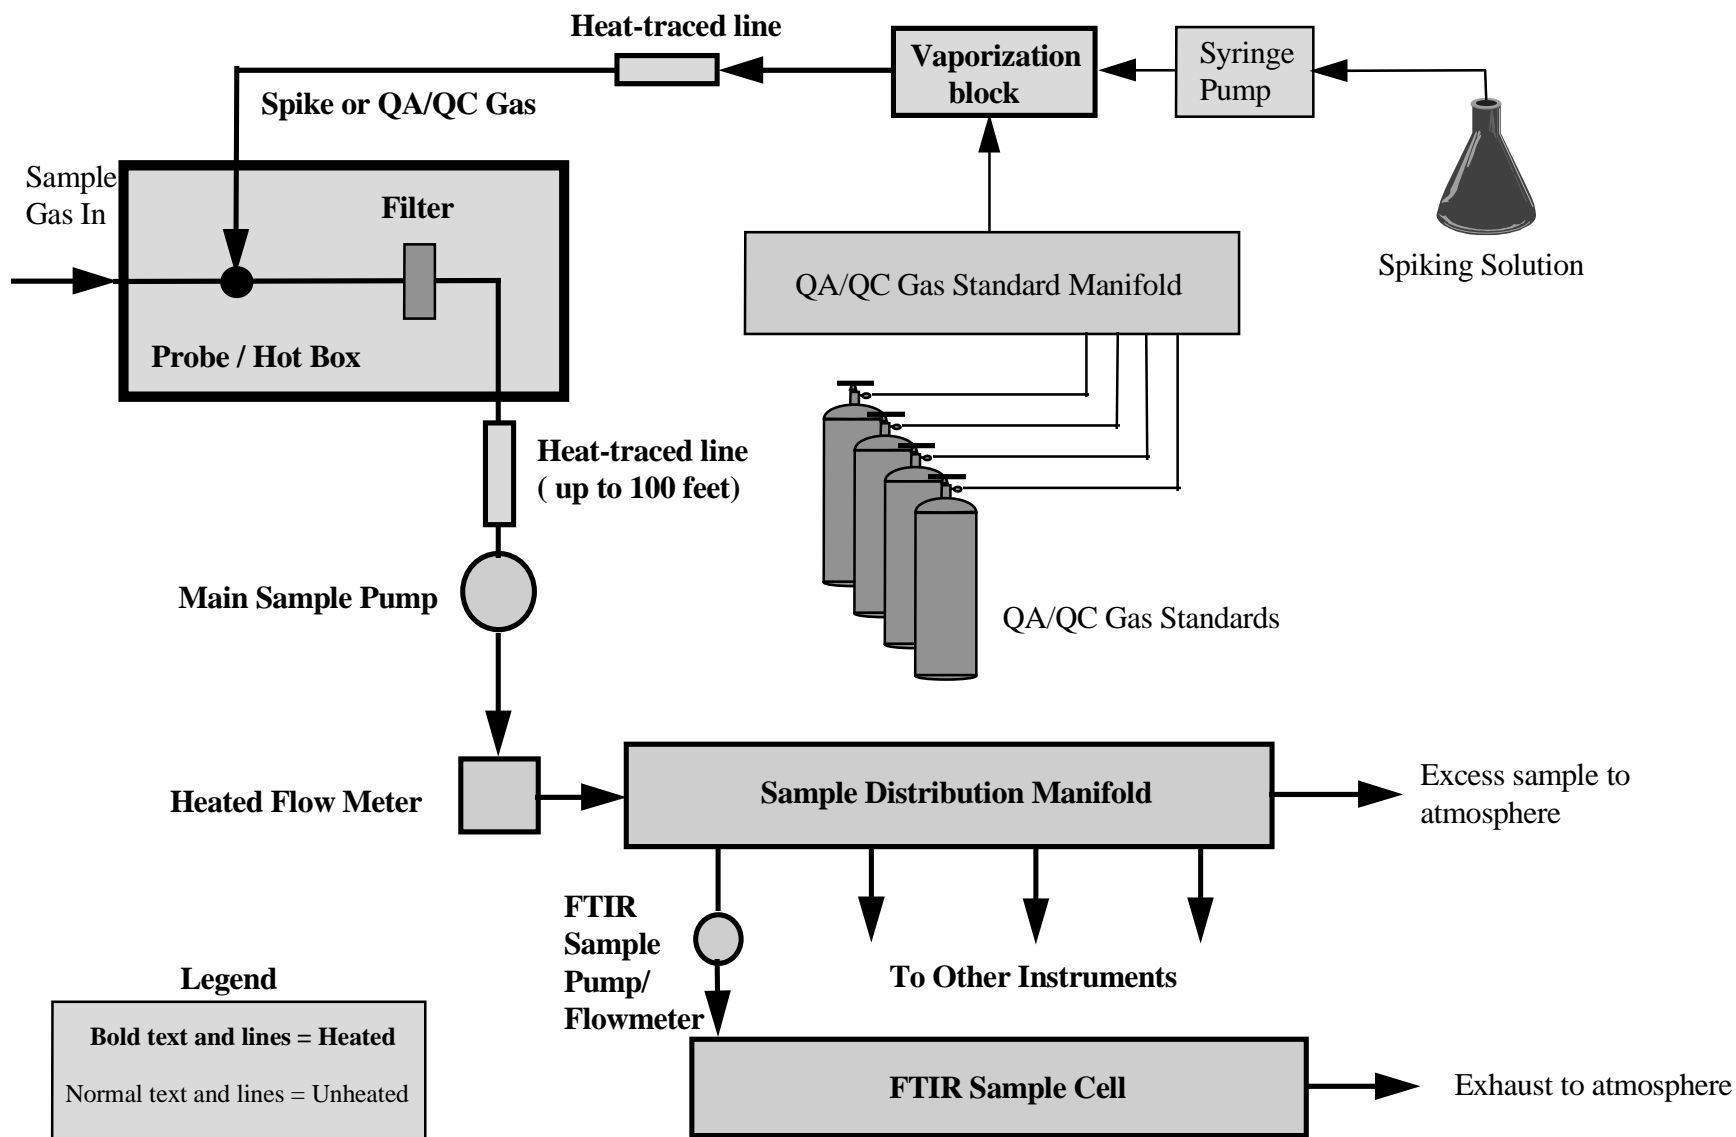 Heat-traced line
Vaporization
block
Syringe
Pump
Spike or QA/QC Gas
Sample
Gas In
Filter
Probe / Hot Box
QA/QC Gas Standard Manifold
Spiking Solution
Heat-traced line
( up to 100 feet)
Main Sample Pump
QA/QC Gas Standards
Heated Flow Meter
Sample Distribution Manifold
Excess sample to
atmosphere
FTIR
Sample
Pump/
Flowmeter
To Other Instruments
Legend
Bold text and lines = Heated
Normal text and lines = Unheated
FTIR Sample Cell
Exhaust to atmosphere